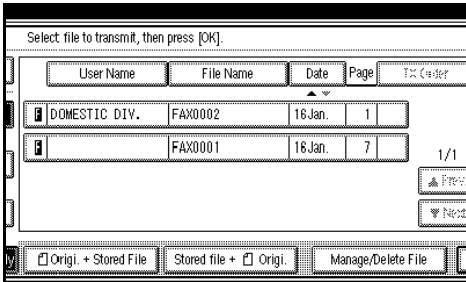 Select file to transmit, then press [OK].
User Name File Name Date Page TX Order
DOMESTIC DIV. FAX0002 16Jan. 1
FAX0001 16Jan. 7
1/1
▲ Prev.
▼ Next
Origi. + Stored File Stored file + Origi. Manage/Delete File